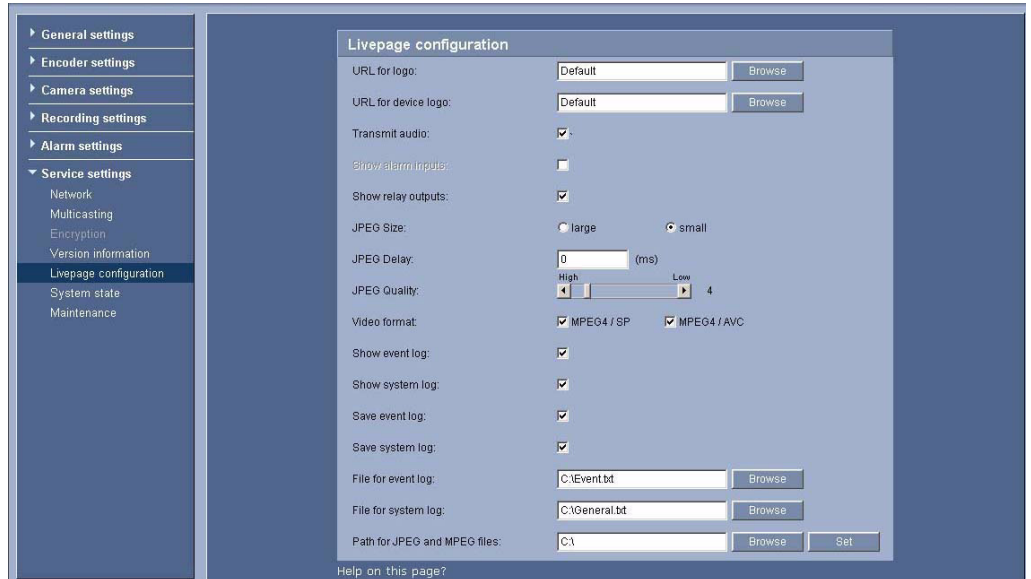 General settings
Encoder settings
Camera settings
Recording settings
Alarm settings
Service settings
Network
Multicasting
Encryption
Version information
Livepage configuration
System state
Maintenance
Livepage configuration
URL for logo: Default Browse
URL for device logo: Default Browse
Transmit audio:
Show alarm inputs:
Show relay outputs:
JPEG Size: large small
JPEG Delay: 0 (ms)
High Low
JPEG Quality: 4
Video format: MPEG4 / SP MPEG4 / AVC
Show event log:
Show system log:
Save event log:
Save system log:
File for event log: C:\Event.txt Browse
File for system log: C:\General.txt Browse
Path for JPEG and MPEG files: C:\ Browse Set
Help on this page?